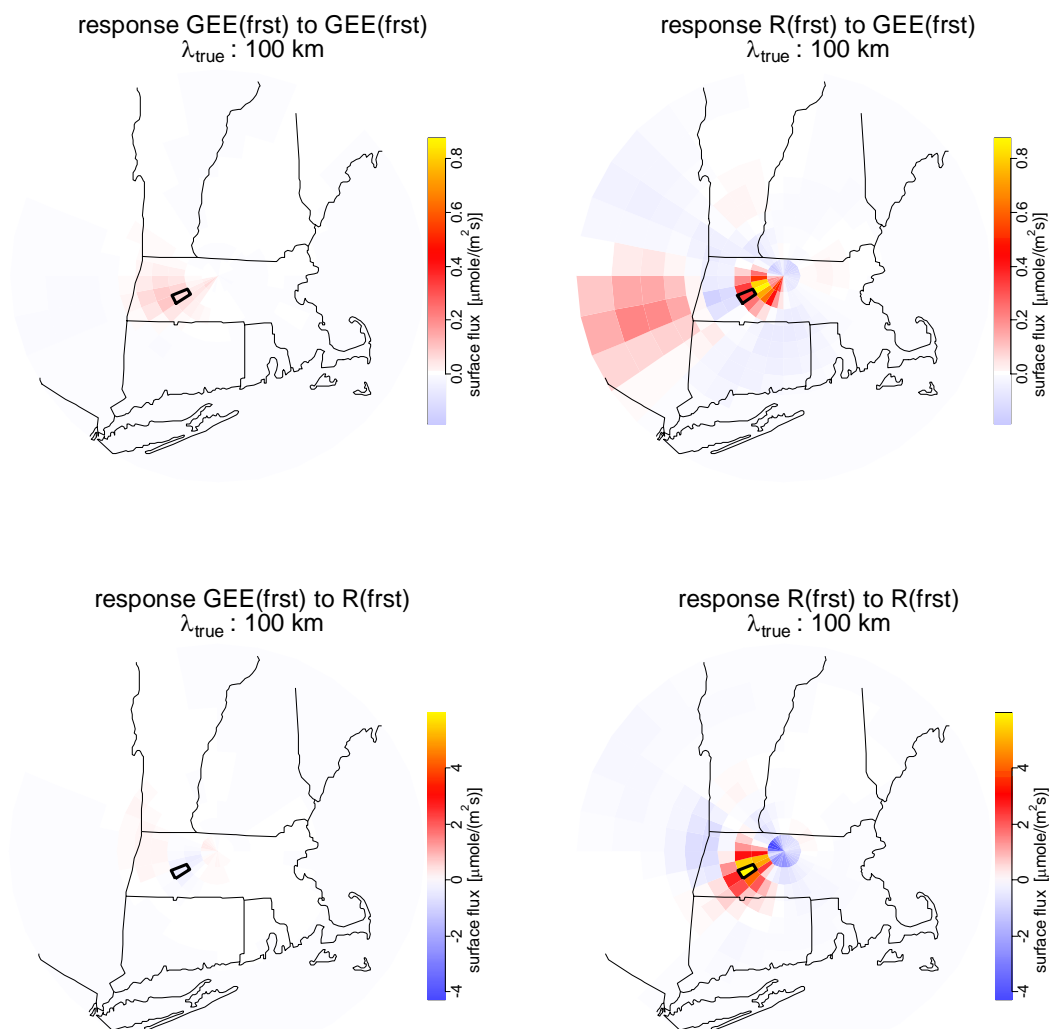 response GEE(frst) to GEE(frst)
λtrue : 100 km
0.0 0.2 0.4 0.6 0.8
surface flux [μmole/(m²s)]
response R(frst) to GEE(frst)
λtrue : 100 km
0.0 0.2 0.4 0.6 0.8
surface flux [μmole/(m²s)]
response GEE(frst) to R(frst)
λtrue : 100 km
-4 -2 0 2 4
surface flux [μmole/(m²s)]
response R(frst) to R(frst)
λtrue : 100 km
-4 -2 0 2 4
surface flux [μmole/(m²s)]